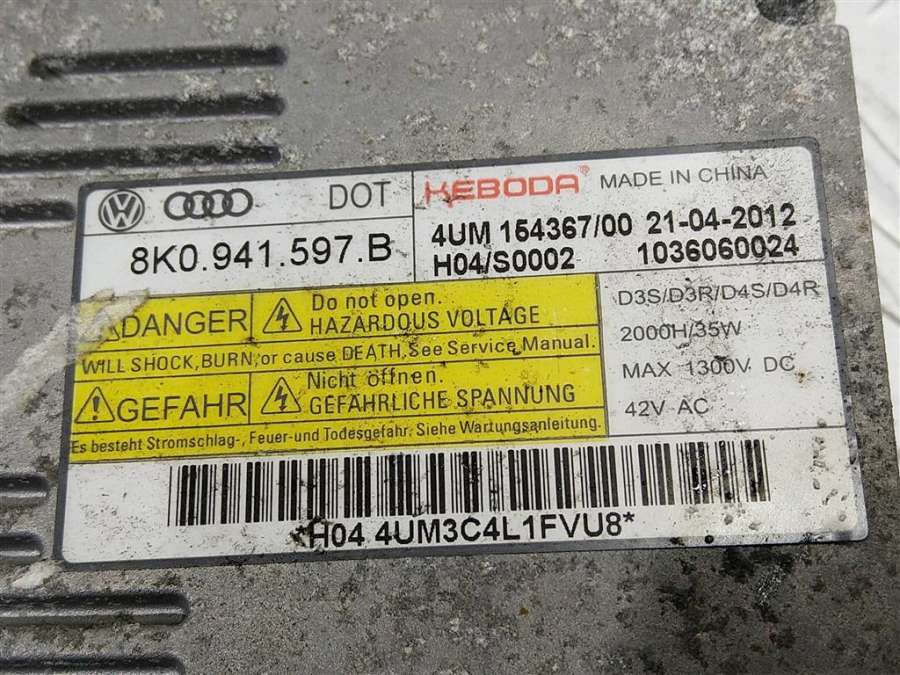 DOT
KEBODA® MADE IN CHINA
8K0.941.597.B
4UM 154367/00 21-04-2012
H04/S0002 1036060024
DANGER
Do not open.
HAZARDOUS VOLTAGE
WILL SHOCK, BURN, or cause DEATH, See Service Manual.
GEFAHR
Nicht öffnen.
GEFÄHRLICHE SPANNUNG
Es besteht Stromschlag-, Feuer-und Todesgefahr. Siehe Wartungsanleitung.
D3S/D3R/D4S/D4R
2000H/35W
MAX 1300V DC
42V AC
*H04 4UM3C4L1FVU8*